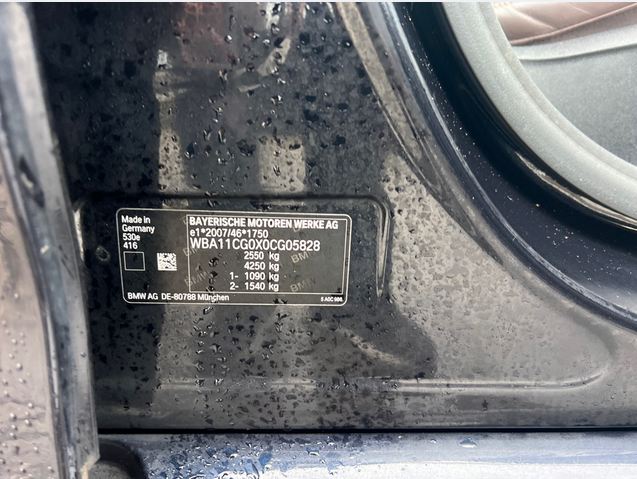 Made in
Germany
530e
416
BAYERISCHE MOTOREN WERKE AG
e1*2007/46*1750
WBA11CG0X0CG05828
2550 kg
4250 kg
1- 1090 kg
2- 1540 kg
BMW AG DE-80788 München